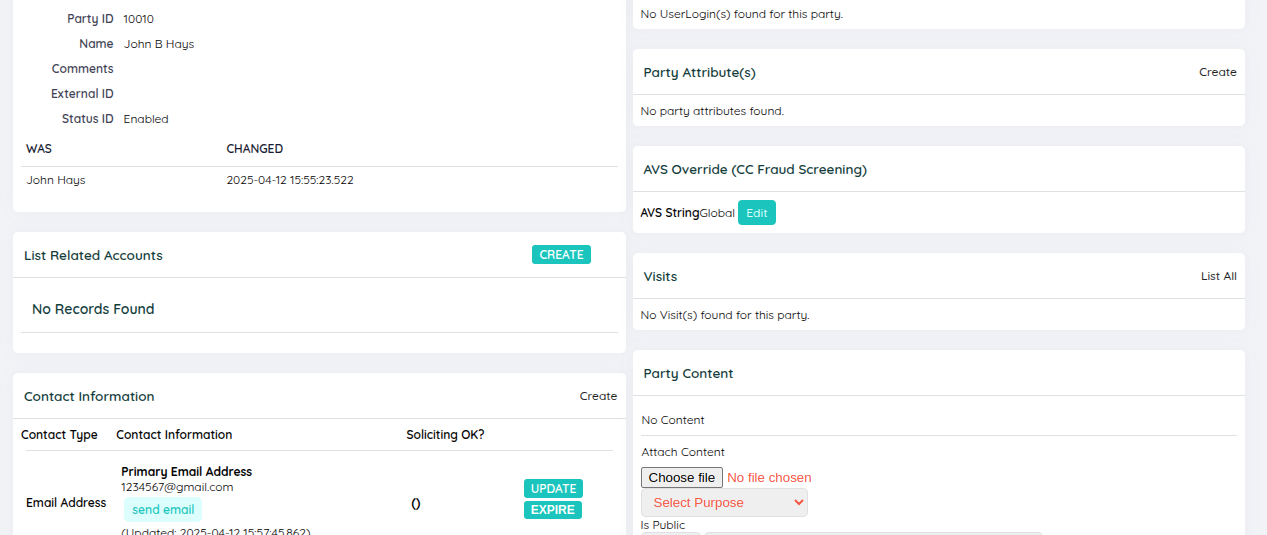 Party ID 10010
Name John B Hays
Comments
External ID
Status ID Enabled
WAS CHANGED
John Hays 2025-04-12 15:55:23.522
List Related Accounts CREATE
No Records Found
Contact Information Create
Contact Type Contact Information Soliciting OK?
Primary Email Address
1234567@gmail.com
Email Address () UPDATE
send email EXPIRE
(Updated: 2025-04-12 15:57:45.862)
No UserLogin(s) found for this party.
Party Attribute(s) Create
No party attributes found.
AVS Override (CC Fraud Screening)
AVS StringGlobal Edit
Visits List All
No Visit(s) found for this party.
Party Content
No Content
Attach Content
Choose file No file chosen
Select Purpose
Is Public